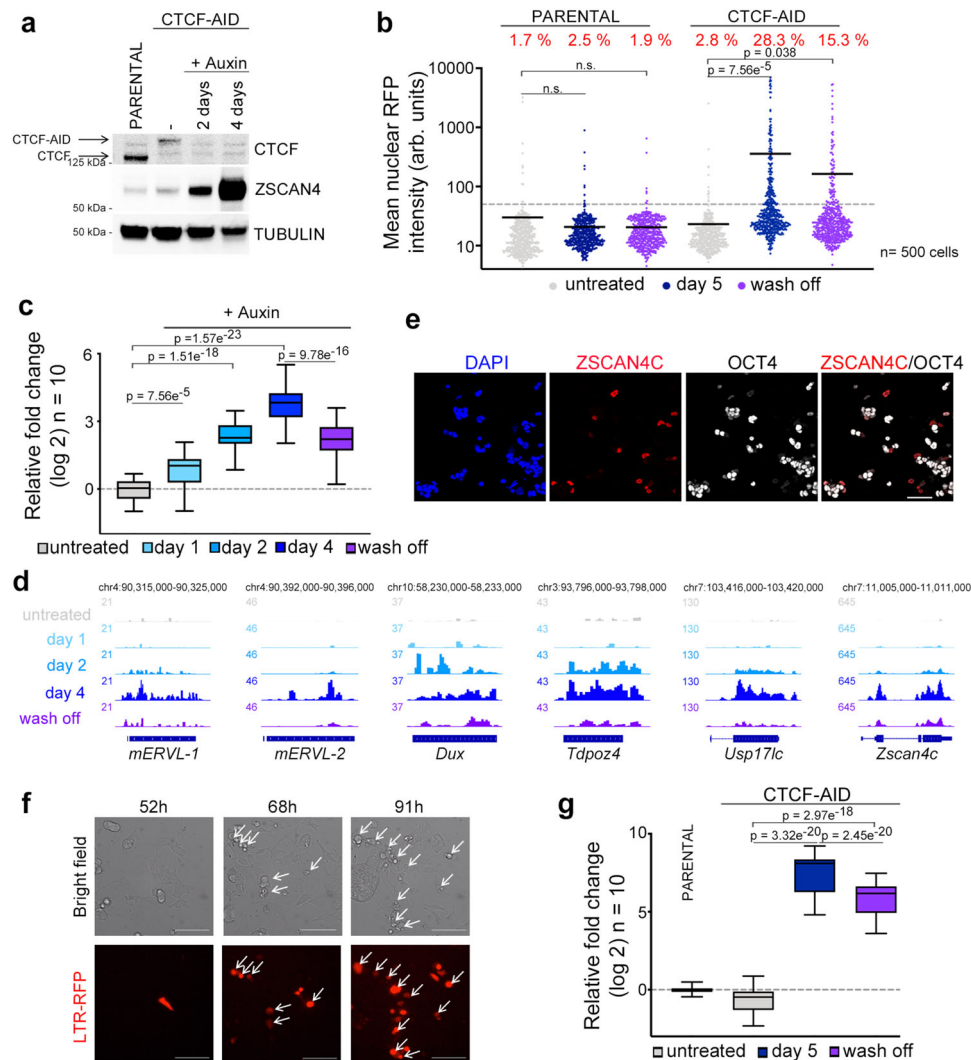 a
CTCF-AID
+ Auxin
PARENTAL
-
2 days
4 days
CTCF-AID
CTCF
125 kDa -
CTCF
ZSCAN4
50 kDa -
50 kDa -
TUBULIN
b
PARENTAL
CTCF-AID
1.7 % 2.5 % 1.9 % 2.8 % 28.3 % 15.3 %
p = 0.038
n.s.
p = 7.56e-5
n.s.
Mean nuclear RFP
intensity (arb. units)
10000
1000
100
10
n= 500 cells
untreated day 5 wash off
c
+ Auxin
p =1.57e-23
p =1.51e-18
p = 9.78e-16
p = 7.56e-5
Relative fold change
(log 2) n = 10
6
3
0
untreated day 1 day 2 day 4 wash off
e
DAPI
ZSCAN4C
OCT4
ZSCAN4C/OCT4
d
chr4:90,315,000-90,325,000 chr4:90,392,000-90,396,000 chr10:58,230,000-58,233,000 chr3:93,796,000-93,798,000 chr7:103,416,000-103,420,000 chr7:11,005,000-11,011,000
untreated 21 46 37 43 130 645
day 1 21 46 37 43 130 645
day 2 21 46 37 43 130 645
day 4 21 46 37 43 130 645
wash off 21 46 37 43 130 645
mERVL-1 mERVL-2 Dux Tdpoz4 Usp17lc Zscan4c
f
52h 68h 91h
Bright field
LTR-RFP
g
CTCF-AID
p = 2.97e-18
p = 3.32e-20 p = 2.45e-20
PARENTAL
Relative fold change
(log 2) n = 10
10
5
0
untreated day 5 wash off